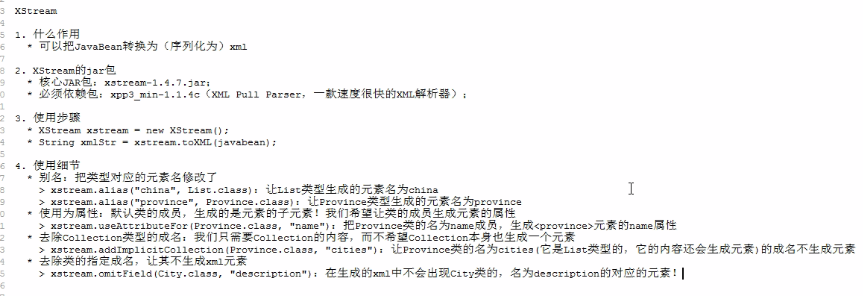 XStream
1. 什么作用
* 可以把JavaBean转换为（序列化为）xml
2. XStream的jar包
* 核心JAR包：xstream-1.4.7.jar；
* 必须依赖包：xpp3_min-1.1.4c（XML Pull Parser，一款速度很快的XML解析器）；
3. 使用步骤
* XStream xstream = new XStream();
* String xmlStr = xstream.toXML(javabean);
4. 使用细节
* 别名：把类型对应的元素名修改了
> xstream.alias("china", List.class)：让List类型生成的元素名为china
> xstream.alias("province", Province.class)：让Province类型生成的元素名为province
* 使用为属性：默认类的成员，生成的是元素的子元素！我们希望让类的成员生成元素的属性
> xstream.useAttributeFor(Province.class, "name")：把Province类的名为name成员，生成<province>元素的name属性
* 去除Collection类型的成名：我们只需要Collection的内容，而不希望Collection本身也生成一个元素
> xstream.addImplicitCollection(Province.class, "cities")：让Province类的名为cities(它是List类型的，它的内容还会生成元素)的成名不生成元素
* 去除类的指定成名，让其不生成xml元素
> xstream.omitField(City.class, "description")：在生成的xml中不会出现City类的，名为description的对应的元素！